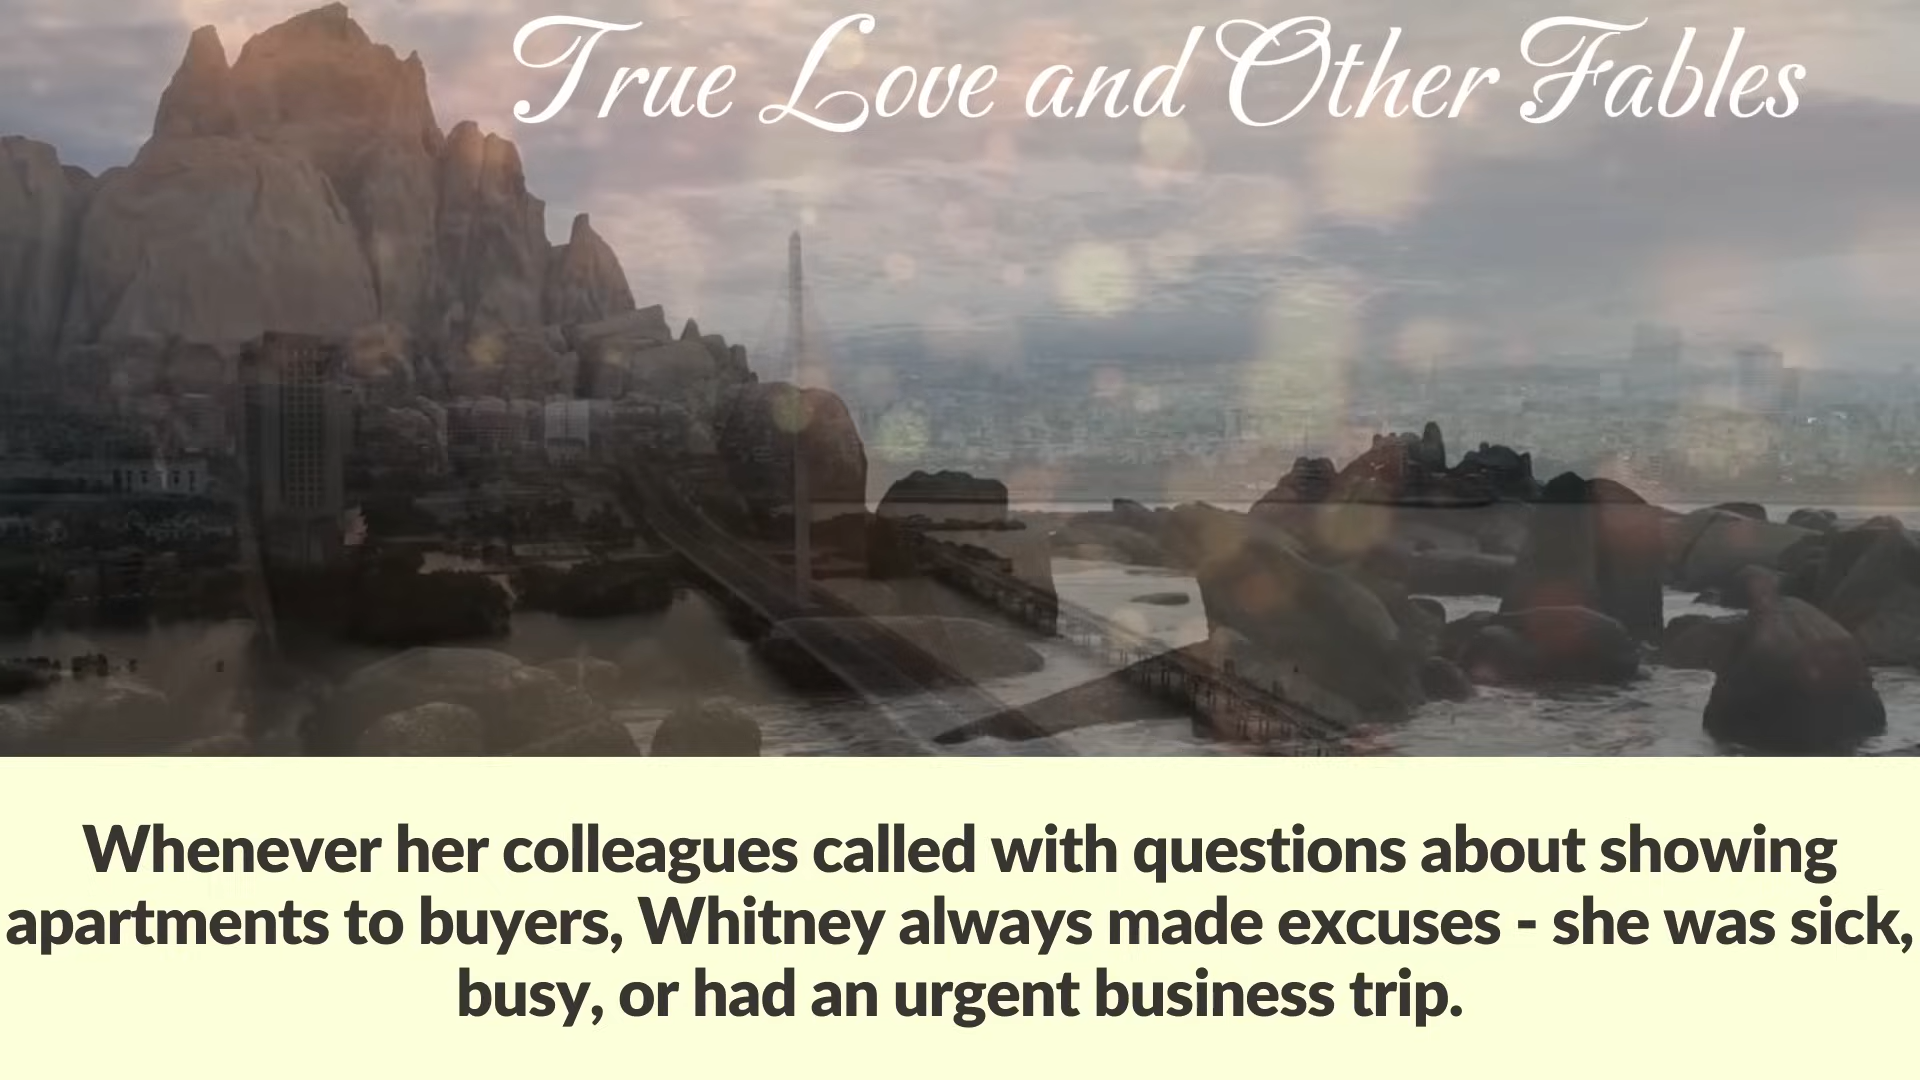 True Love and Other Fables
Whenever her colleagues called with questions about showing
apartments to buyers, Whitney always made excuses - she was sick,
busy, or had an urgent business trip.